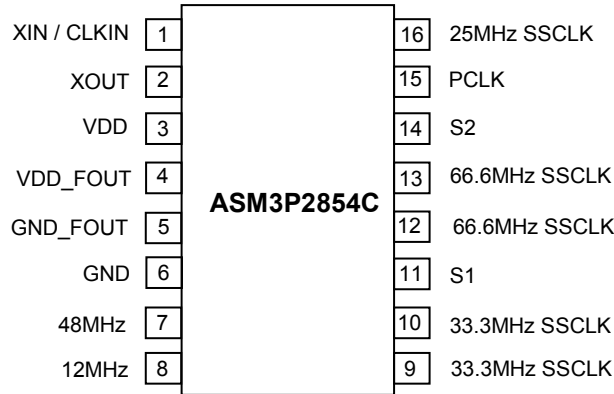 XIN / CLKIN 1 16 25MHz SSCLK
XOUT 2 15 PCLK
VDD 3 14 S2
VDD_FOUT 4 13 66.6MHz SSCLK
ASM3P2854C
GND_FOUT 5 12 66.6MHz SSCLK
GND 6 11 S1
48MHz 7 10 33.3MHz SSCLK
12MHz 8 9 33.3MHz SSCLK